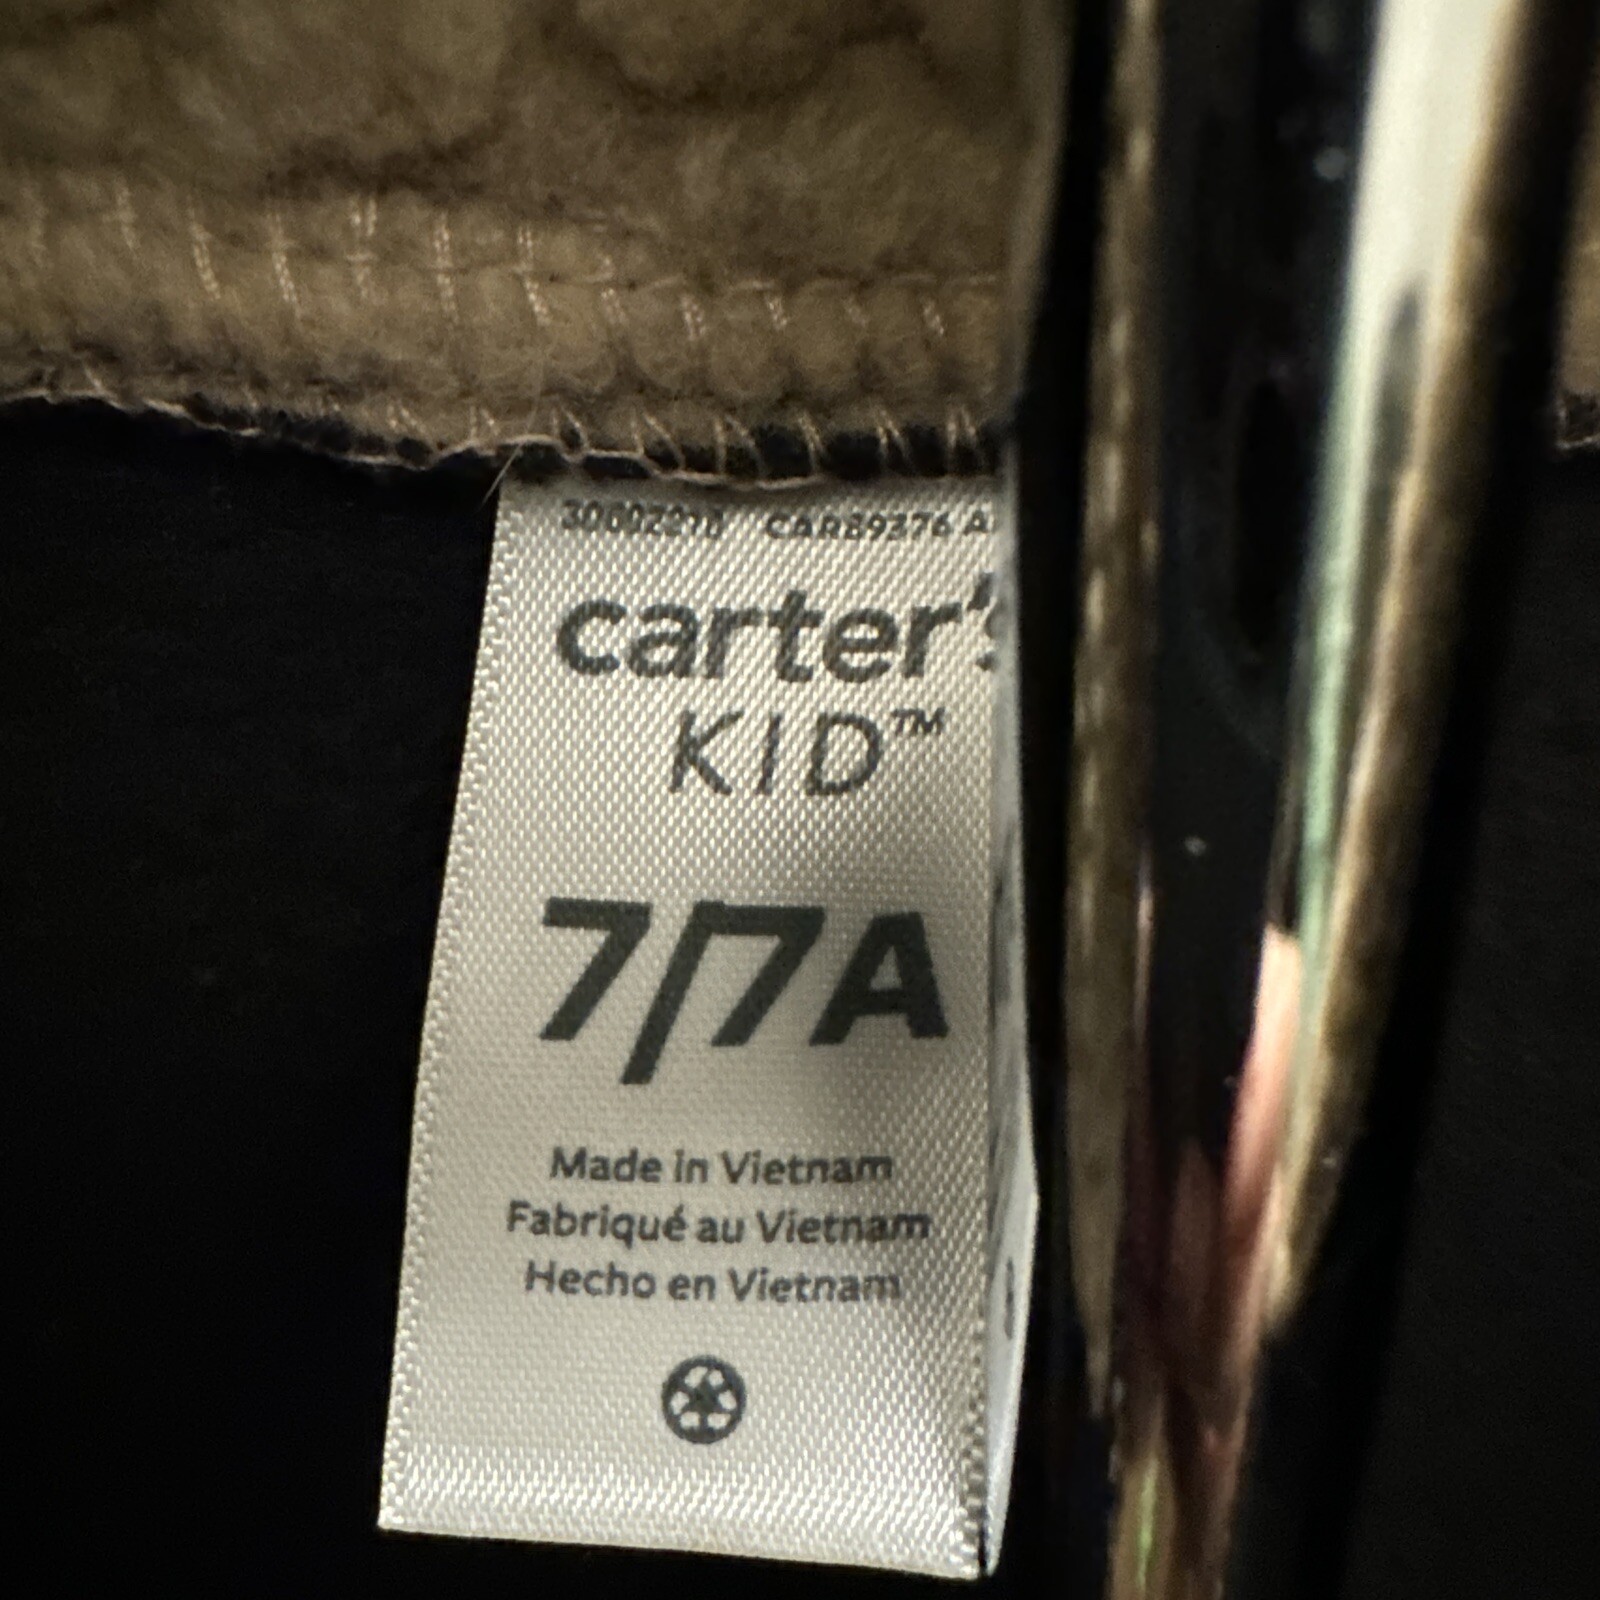 carter's
KID™
7/7A
Made in Vietnam
Fabriqué au Vietnam
Hecho en Vietnam